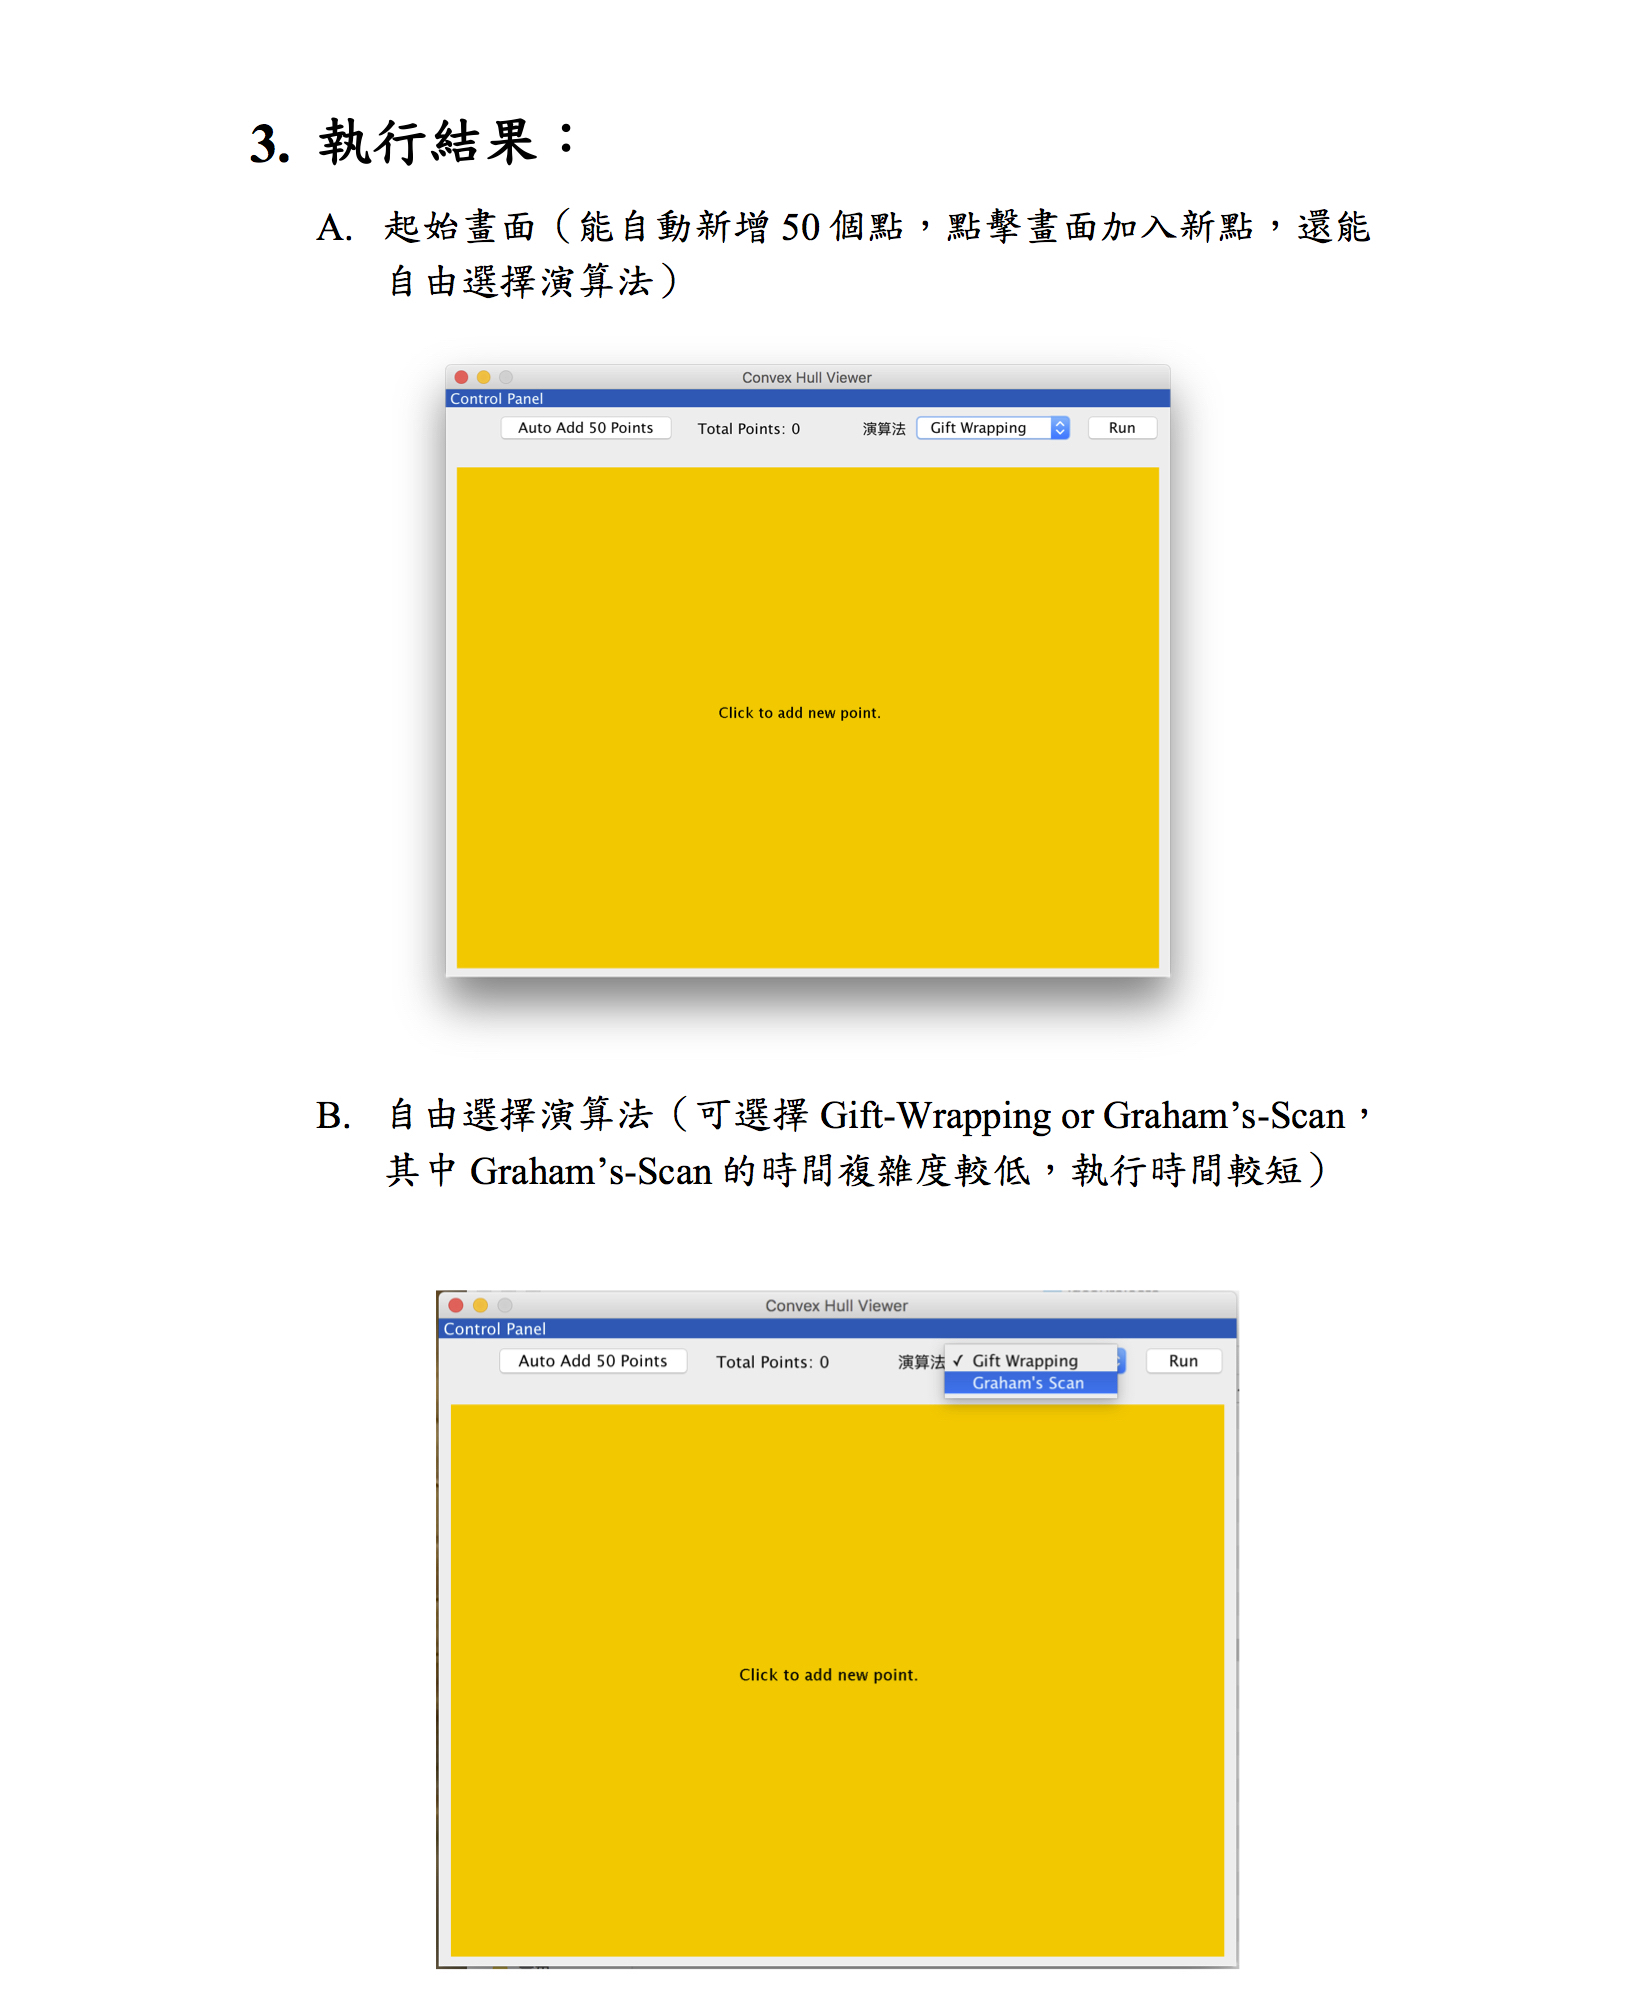 3. 執行結果：
A. 起始畫面（能自動新增 50 個點，點擊畫面加入新點，還能
自由選擇演算法）
Convex Hull Viewer
Control Panel
Auto Add 50 Points Total Points: 0 演算法 Gift Wrapping Run
Click to add new point.
B. 自由選擇演算法（可選擇 Gift-Wrapping or Graham’s-Scan，
其中 Graham’s-Scan 的時間複雜度較低，執行時間較短）
Convex Hull Viewer
Control Panel
Auto Add 50 Points Total Points: 0 演算法 ✓ Gift Wrapping Run
Graham's Scan
Click to add new point.